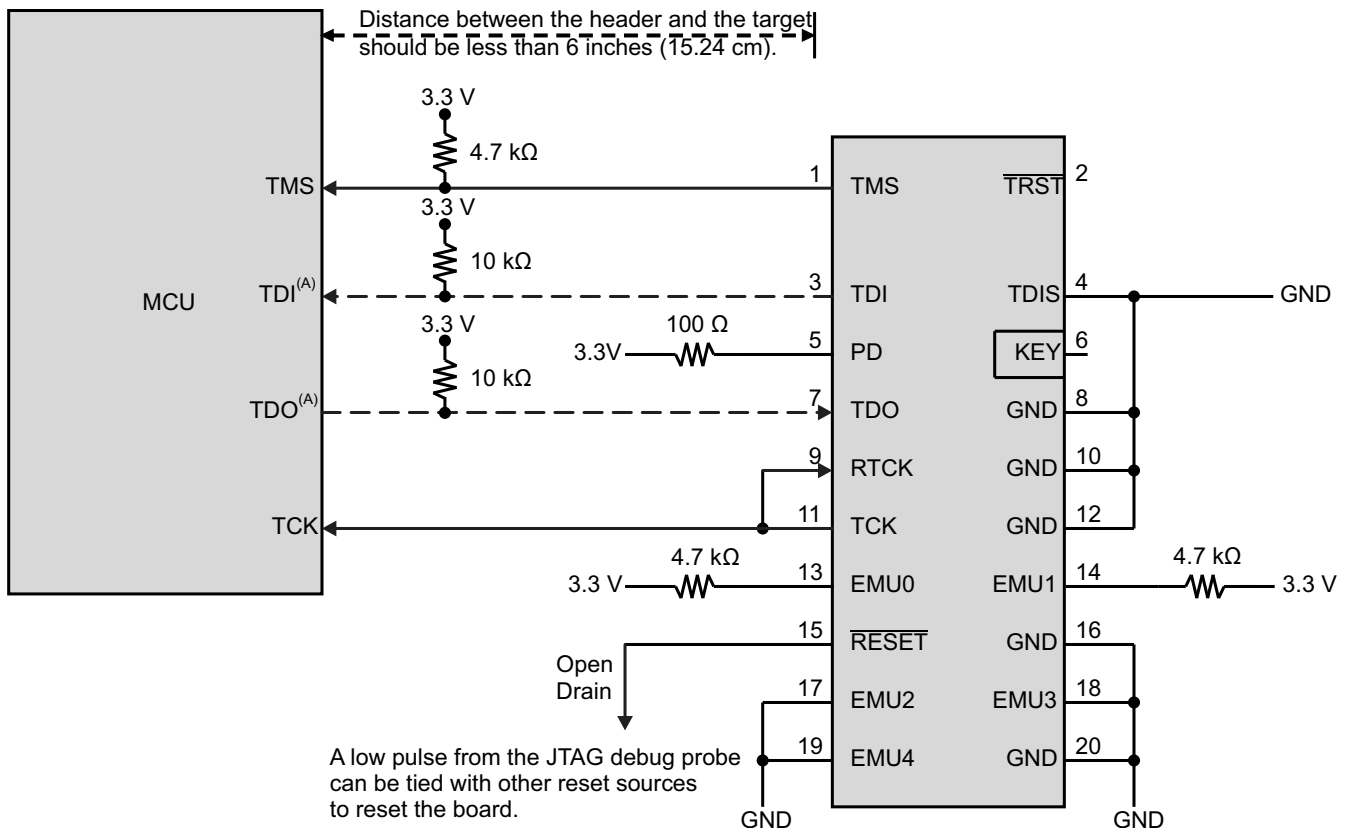 Distance between the header and the target
should be less than 6 inches (15.24 cm).
3.3 V
4.7 kΩ
TMS
1
TMS
TRST
2
3.3 V
10 kΩ
MCU
TDI(A)
3
TDI
TDIS
4
GND
3.3 V
100 Ω
3.3V
5
PD
KEY
6
10 kΩ
TDO(A)
7
TDO
GND
8
9
RTCK
GND
10
TCK
11
TCK
GND
12
4.7 kΩ
3.3 V
13
EMU0
EMU1
14
4.7 kΩ
3.3 V
15
RESET
GND
16
Open
Drain
17
EMU2
EMU3
18
A low pulse from the JTAG debug probe
can be tied with other reset sources
to reset the board.
19
EMU4
GND
20
GND
GND